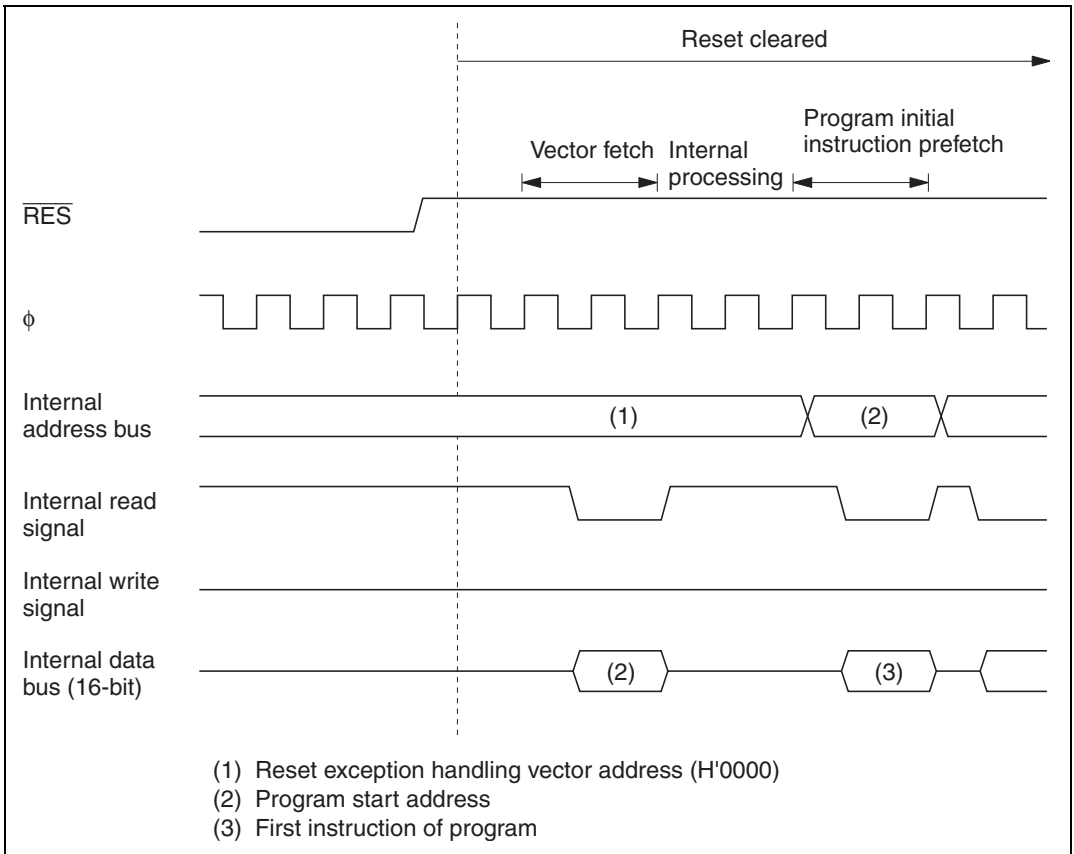 Reset cleared
Program initial
instruction prefetch
Vector fetch
Internal
processing
RES
φ
Internal
address bus
(1)
(2)
Internal read
signal
Internal write
signal
Internal data
bus (16-bit)
(2)
(3)
(1) Reset exception handling vector address (H'0000)
(2) Program start address
(3) First instruction of program